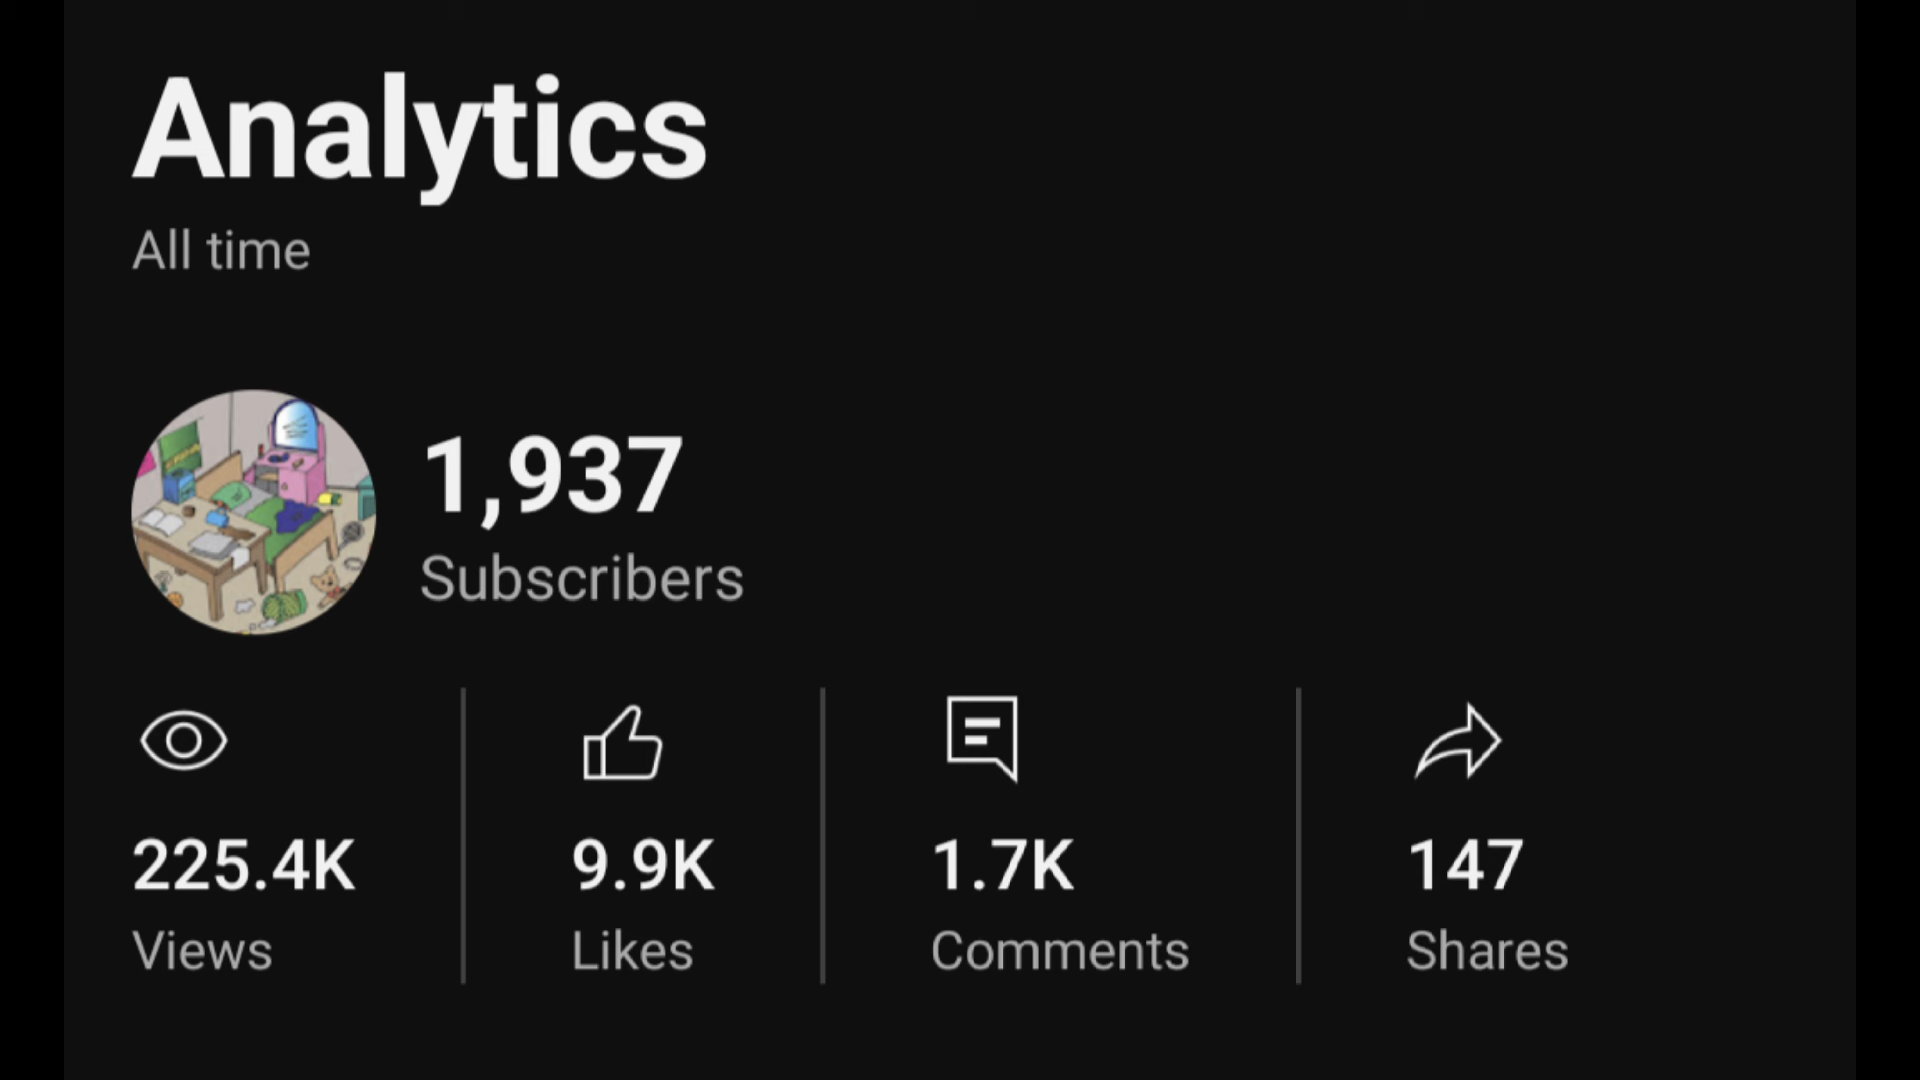 Analytics
All time
1,937
Subscribers
225.4K
9.9K
1.7K
147
Views
Likes
Comments
Shares